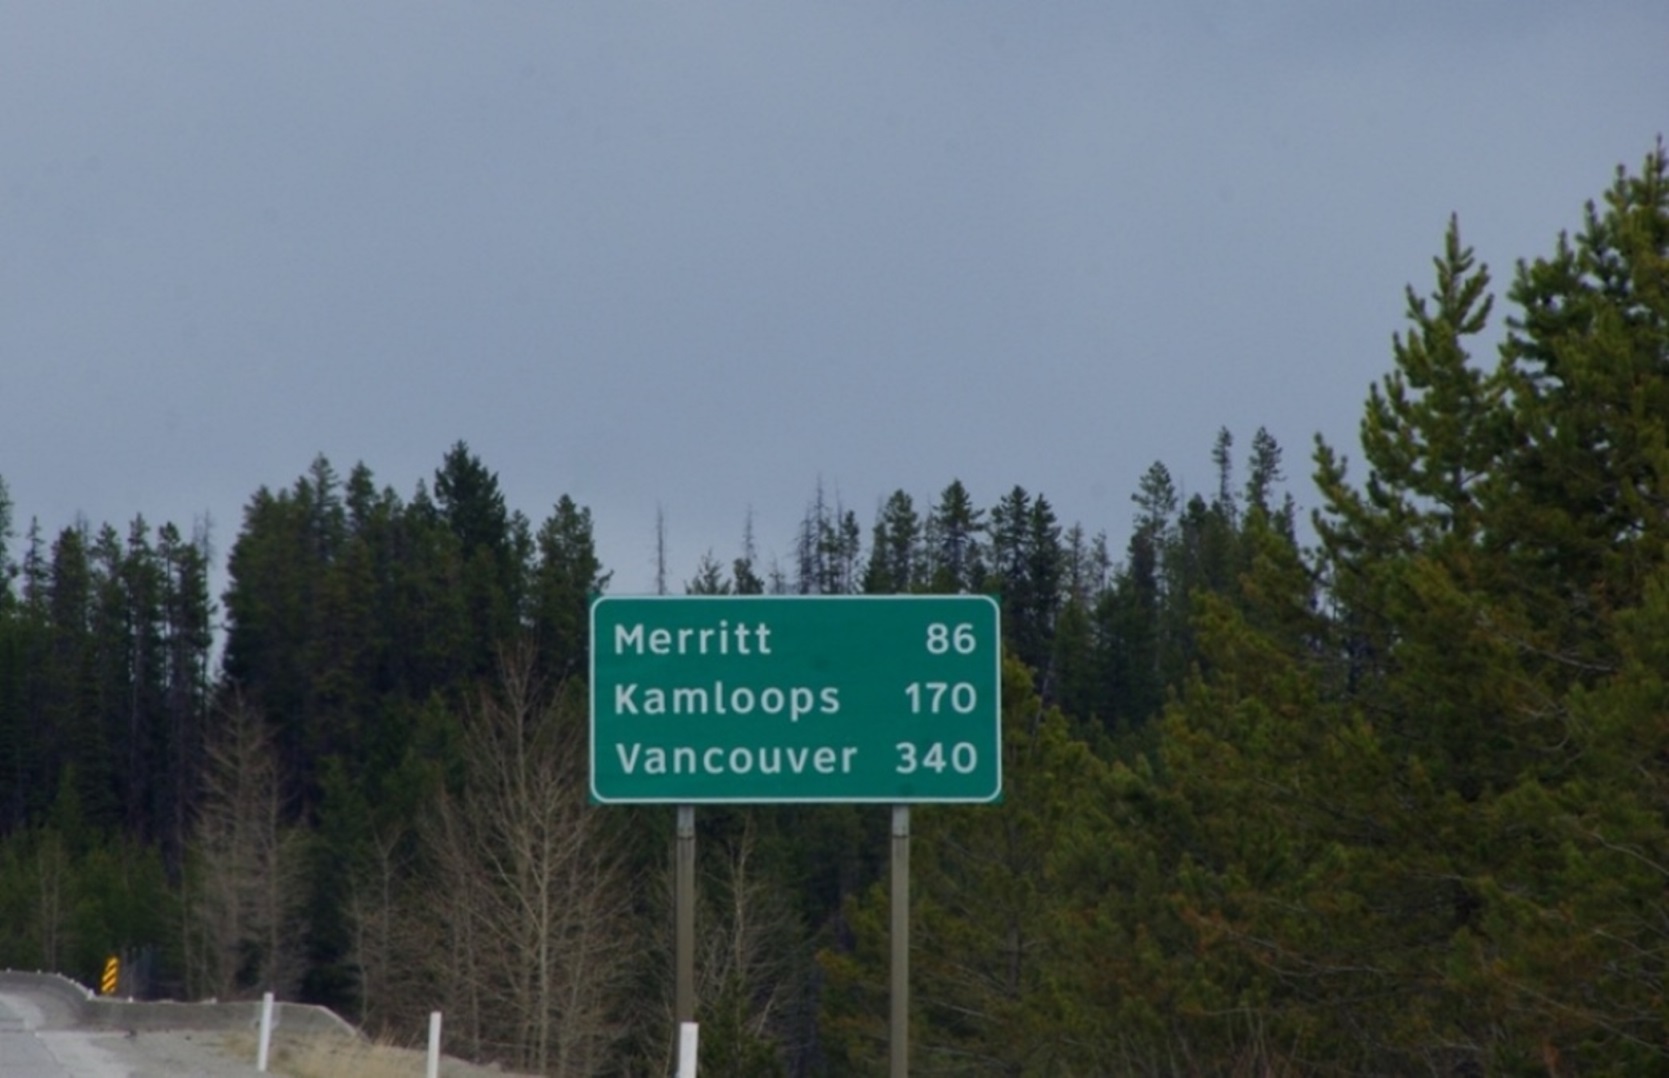 Merritt 86
Kamloops 170
Vancouver 340